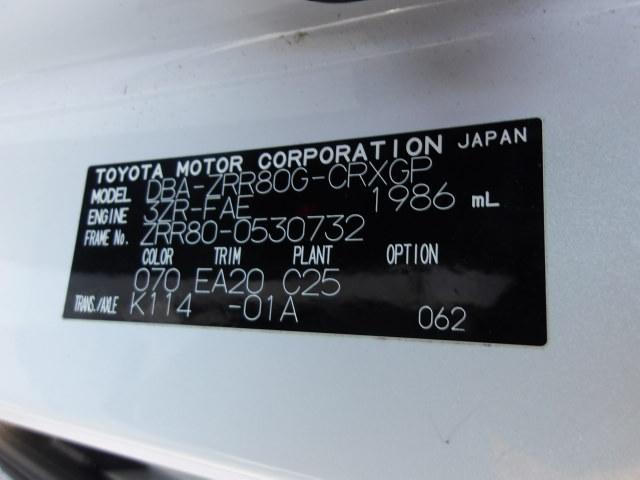 TOYOTA MOTOR CORPORATION JAPAN
MODEL DBA-ZRR80G-CRXGP
ENGINE 3ZR-FAE 1986 mL
FRAME No. ZRR80-0530732
COLOR TRIM PLANT OPTION
070 EA20 C25
TRANS./AXLE K114 -01A 062